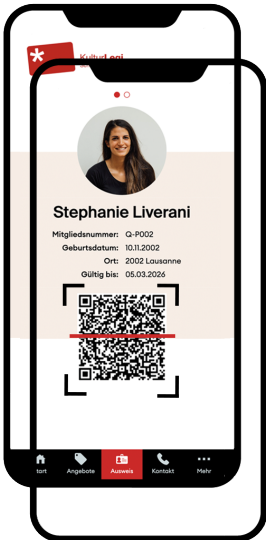 KulturLegi
Stephanie Liverani
Mitgliedsnummer: Q-P002
Geburtsdatum: 10.11.2002
Ort: 2002 Lausanne
Gültig bis: 05.03.2026
tart Angebote Ausweis Kontakt Mehr